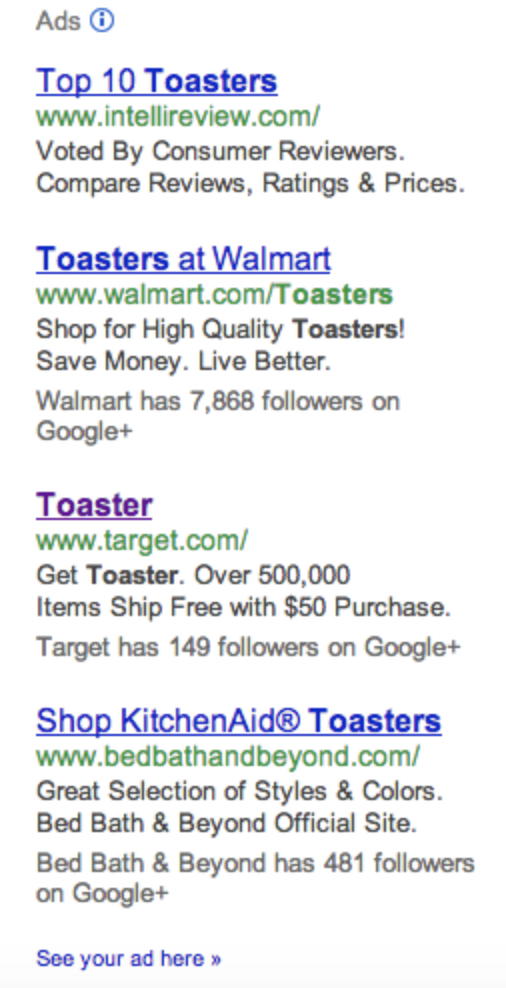 Ads
Top 10 Toasters
www.intellireview.com/
Voted By Consumer Reviewers.
Compare Reviews, Ratings & Prices.
Toasters at Walmart
www.walmart.com/Toasters
Shop for High Quality Toasters!
Save Money. Live Better.
Walmart has 7,868 followers on
Google+
Toaster
www.target.com/
Get Toaster. Over 500,000
Items Ship Free with $50 Purchase.
Target has 149 followers on Google+
Shop KitchenAid® Toasters
www.bedbathandbeyond.com/
Great Selection of Styles & Colors.
Bed Bath & Beyond Official Site.
Bed Bath & Beyond has 481 followers
on Google+
See your ad here »